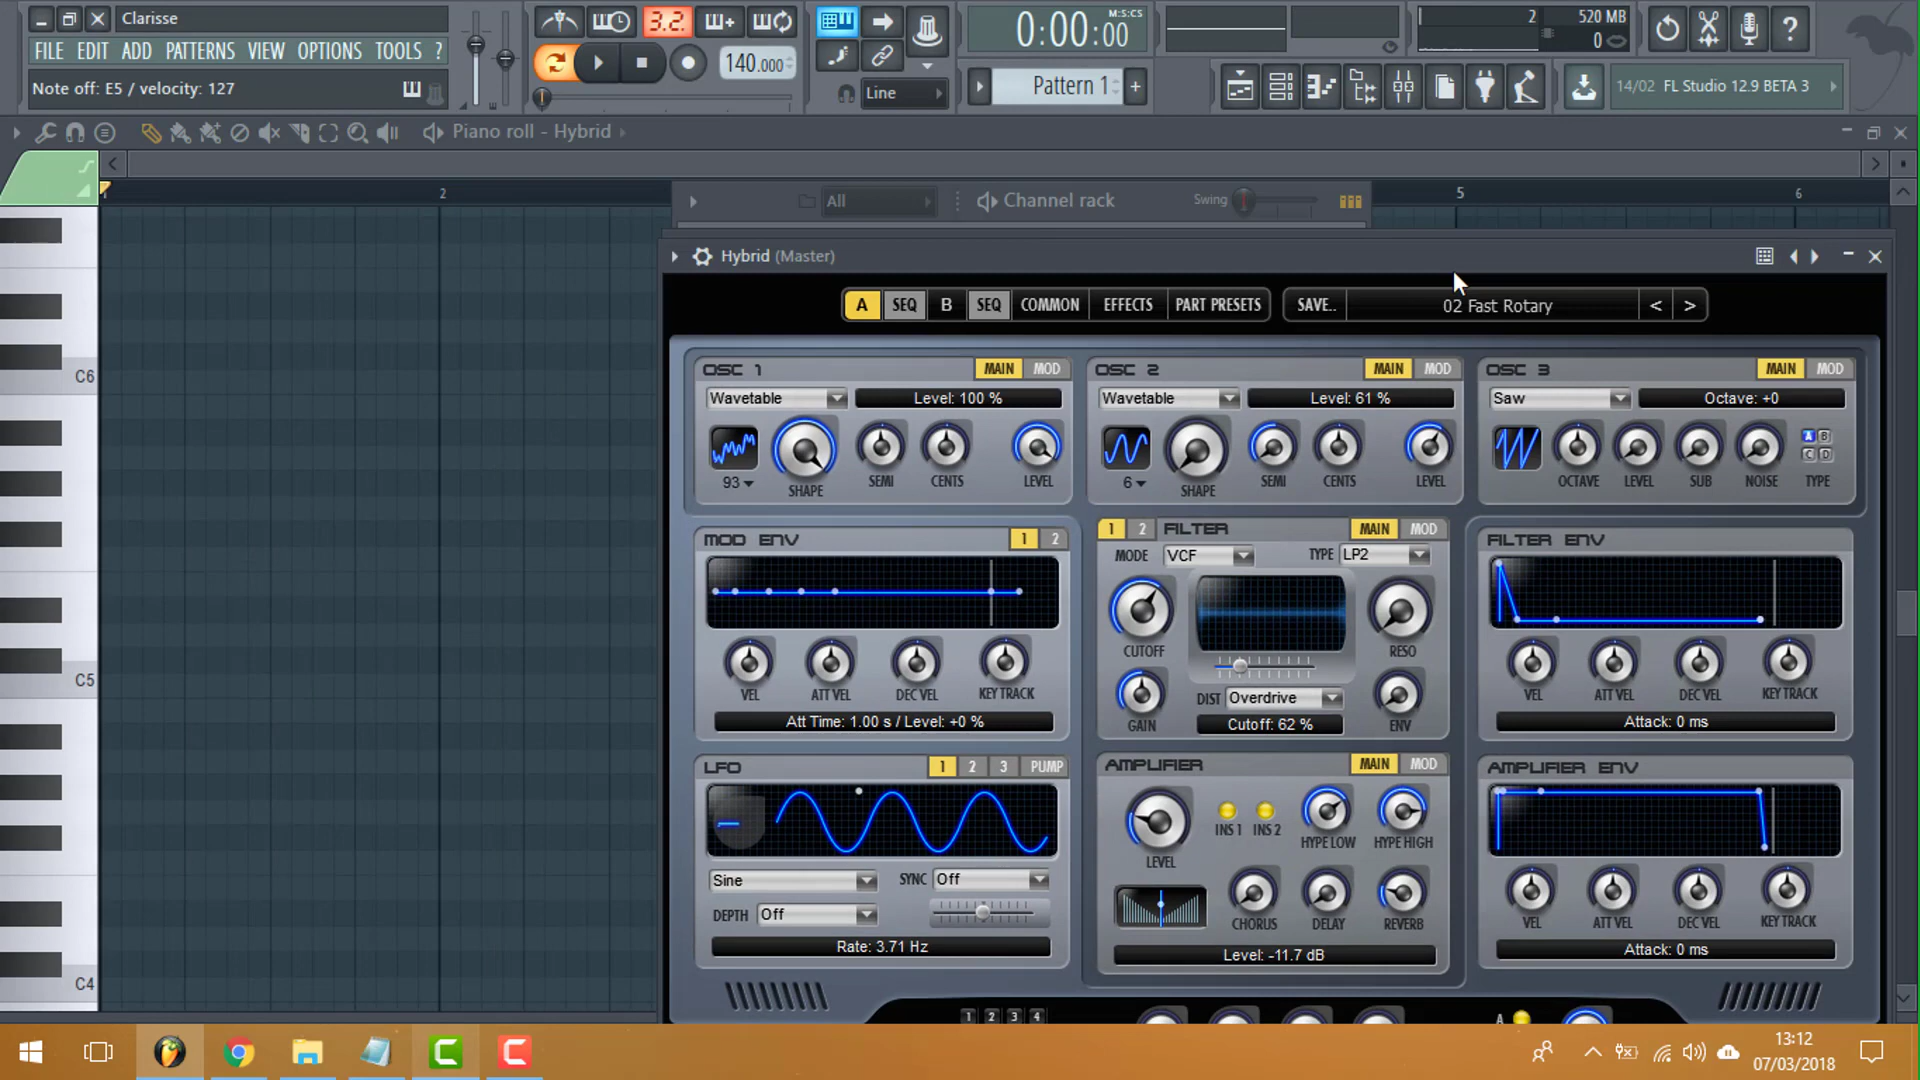 Clarisse
3.2
0:00:00
M:S:CS
2
520 MB
0
FILE EDIT ADD PATTERNS VIEW OPTIONS TOOLS ?
140.000
Note off: E5 / velocity: 127
Line
Pattern 1
14/02 FL Studio 12.9 BETA 3
Piano roll - Hybrid
2
5
6
All
Channel rack
Swing
Hybrid (Master)
A SEQ B SEQ COMMON EFFECTS PART PRESETS
SAVE.. 02 Fast Rotary < >
OSC 1 MAIN MOD
Wavetable Level: 100 %
93 SHAPE SEMI CENTS LEVEL
OSC 2 MAIN MOD
Wavetable Level: 61 %
6 SHAPE SEMI CENTS LEVEL
OSC 3 MAIN MOD
Saw Octave: +0
A B C D
OCTAVE LEVEL SUB NOISE TYPE
MOD ENV 1 2
VEL ATT VEL DEC VEL KEY TRACK
Att Time: 1.00 s / Level: +0 %
1 2 FILTER MAIN MOD
MODE VCF TYPE LP2
CUTOFF RESO
GAIN DIST Overdrive ENV
Cutoff: 62 %
FILTER ENV
VEL ATT VEL DEC VEL KEY TRACK
Attack: 0 ms
LFO 1 2 3 PUMP
Sine SYNC Off
DEPTH Off
Rate: 3.71 Hz
AMPLIFIER MAIN MOD
LEVEL INS 1 INS 2 HYPE LOW HYPE HIGH
CHORUS DELAY REVERB
Level: -11.7 dB
AMPLIFIER ENV
VEL ATT VEL DEC VEL KEY TRACK
Attack: 0 ms
1 2 3 4
A
C6
C5
C4
13:12
07/03/2018